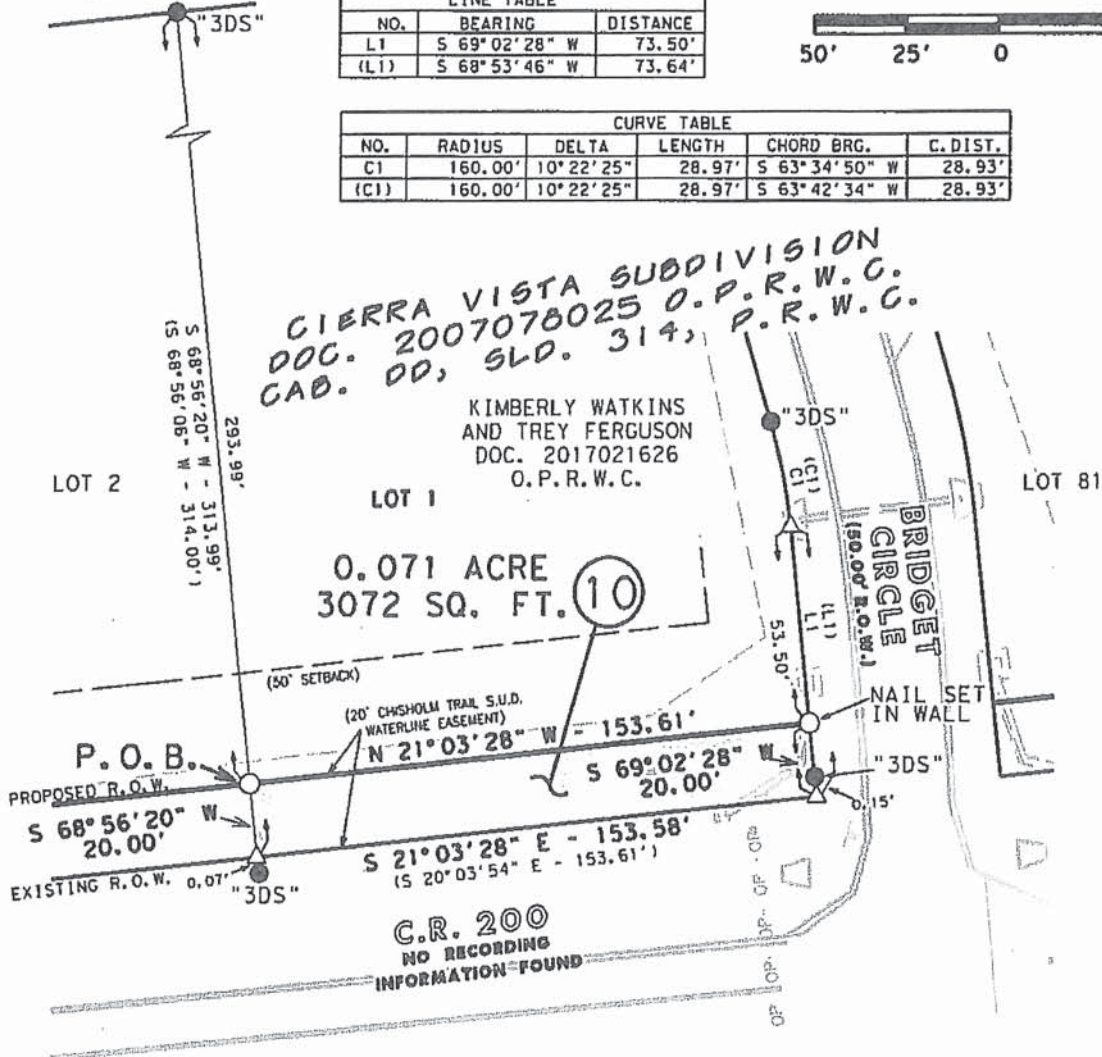 "3DS"
LINE TABLE
NO. BEARING DISTANCE
L1 S 69°02'28" W 73.50'
(L1) S 68°53'46" W 73.64'
50' 25' 0
CURVE TABLE
NO. RADIUS DELTA LENGTH CHORD BRG. C.DIST.
C1 160.00' 10°22'25" 28.97' S 63°34'50" W 28.93'
(C1) 160.00' 10°22'25" 28.97' S 63°42'34" W 28.93'
CIERRA VISTA SUBDIVISION
DOC. 2007078025 O.P.R.W.C.
CAB. DD, SLD. 314, P.R.W.C.
293.99'
S 68°56'20" W - 313.99'
(S 68°56'06" W - 314.00')
KIMBERLY WATKINS
AND TREY FERGUSON
DOC. 2017021626
O.P.R.W.C.
"3DS"
(C1)
C1
LOT 2
LOT 1
LOT 81
BRIDGET
CIRCLE
(50.00' R.O.W.)
0.071 ACRE
3072 SQ. FT.
10
(L1)
L1
53.50'
(50' SETBACK)
(20' CHISHOLM TRAIL S.U.D.
WATERLINE EASEMENT)
NAIL SET
IN WALL
P.O.B.
N 21°03'28" W - 153.61'
PROPOSED R.O.W.
S 69°02'28" W
20.00'
"3DS"
0.15'
S 68°56'20" W
20.00'
S 21°03'28" E - 153.58'
(S 20°03'54" E - 153.61')
EXISTING R.O.W.
0.07'
"3DS"
OP OP OP OP OP
C.R. 200
NO RECORDING
INFORMATION FOUND